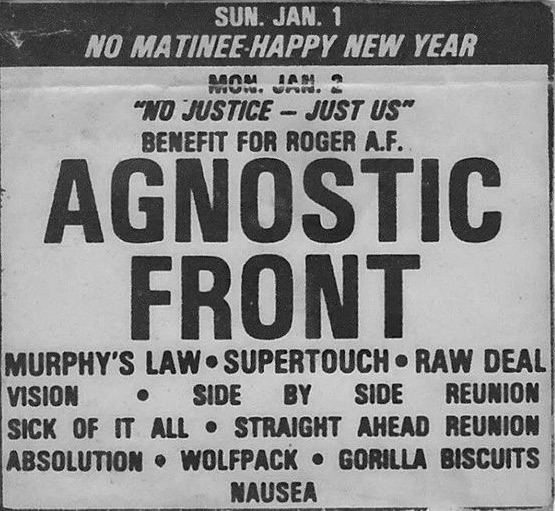 SUN. JAN. 1
NO MATINEE-HAPPY NEW YEAR
MON. JAN. 2
"NO JUSTICE – JUST US"
BENEFIT FOR ROGER A.F.
AGNOSTIC
FRONT
MURPHY'S LAW • SUPERTOUCH • RAW DEAL
VISION • SIDE BY SIDE REUNION
SICK OF IT ALL • STRAIGHT AHEAD REUNION
ABSOLUTION • WOLFPACK • GORILLA BISCUITS
NAUSEA